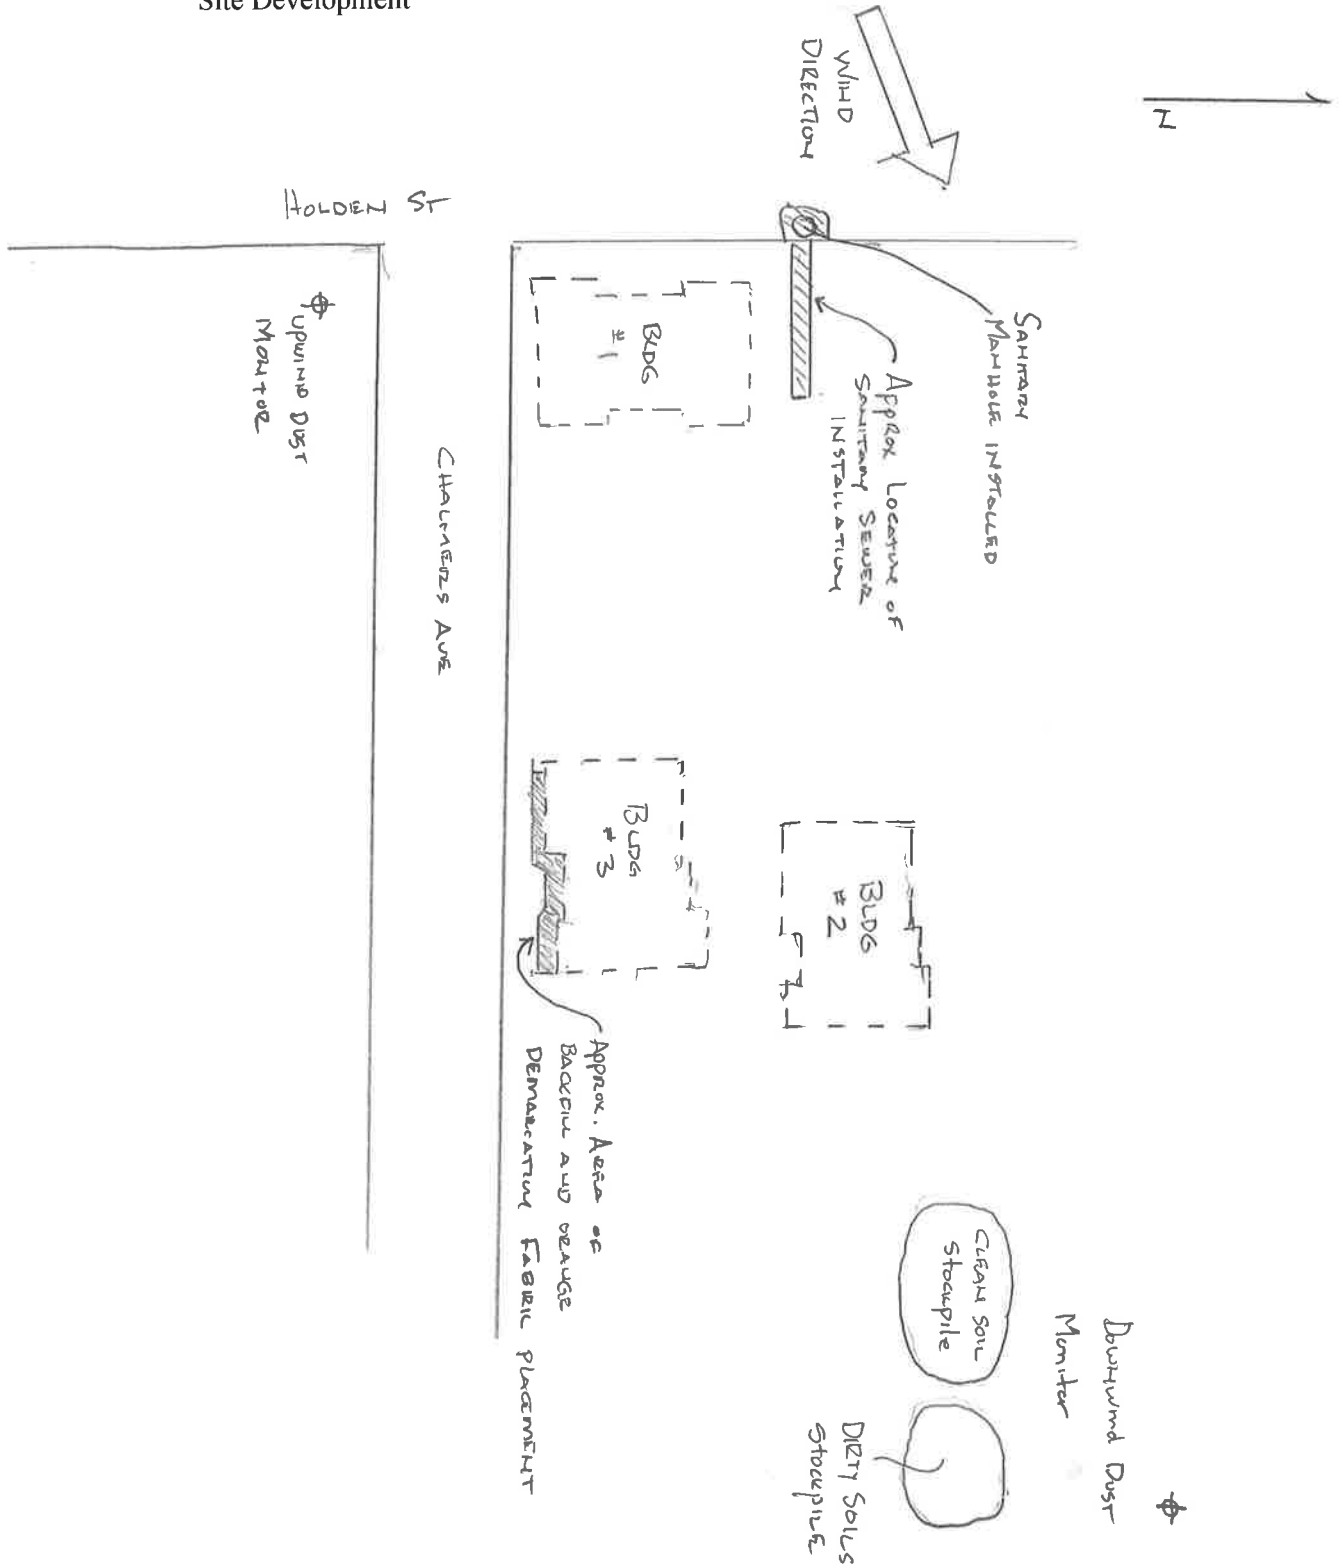 Site Development
WIND
DIRECTION
N
HOLDEN ST
UPWIND DUST
MONITOR
CHALMERS AVE
BLDG
#1
SANITARY
MANHOLE INSTALLED
APPROX LOCATION OF
SANITARY SEWER
INSTALLATION
BLDG
#3
BLDG
#2
APPROX. AREA OF
BACKFILL AND ORANGE
DEMARCATION FABRIC PLACEMENT
CLEAN SOIL
Stockpile
DIRTY SOILS
Stockpile
Downwind Dust
Monitor